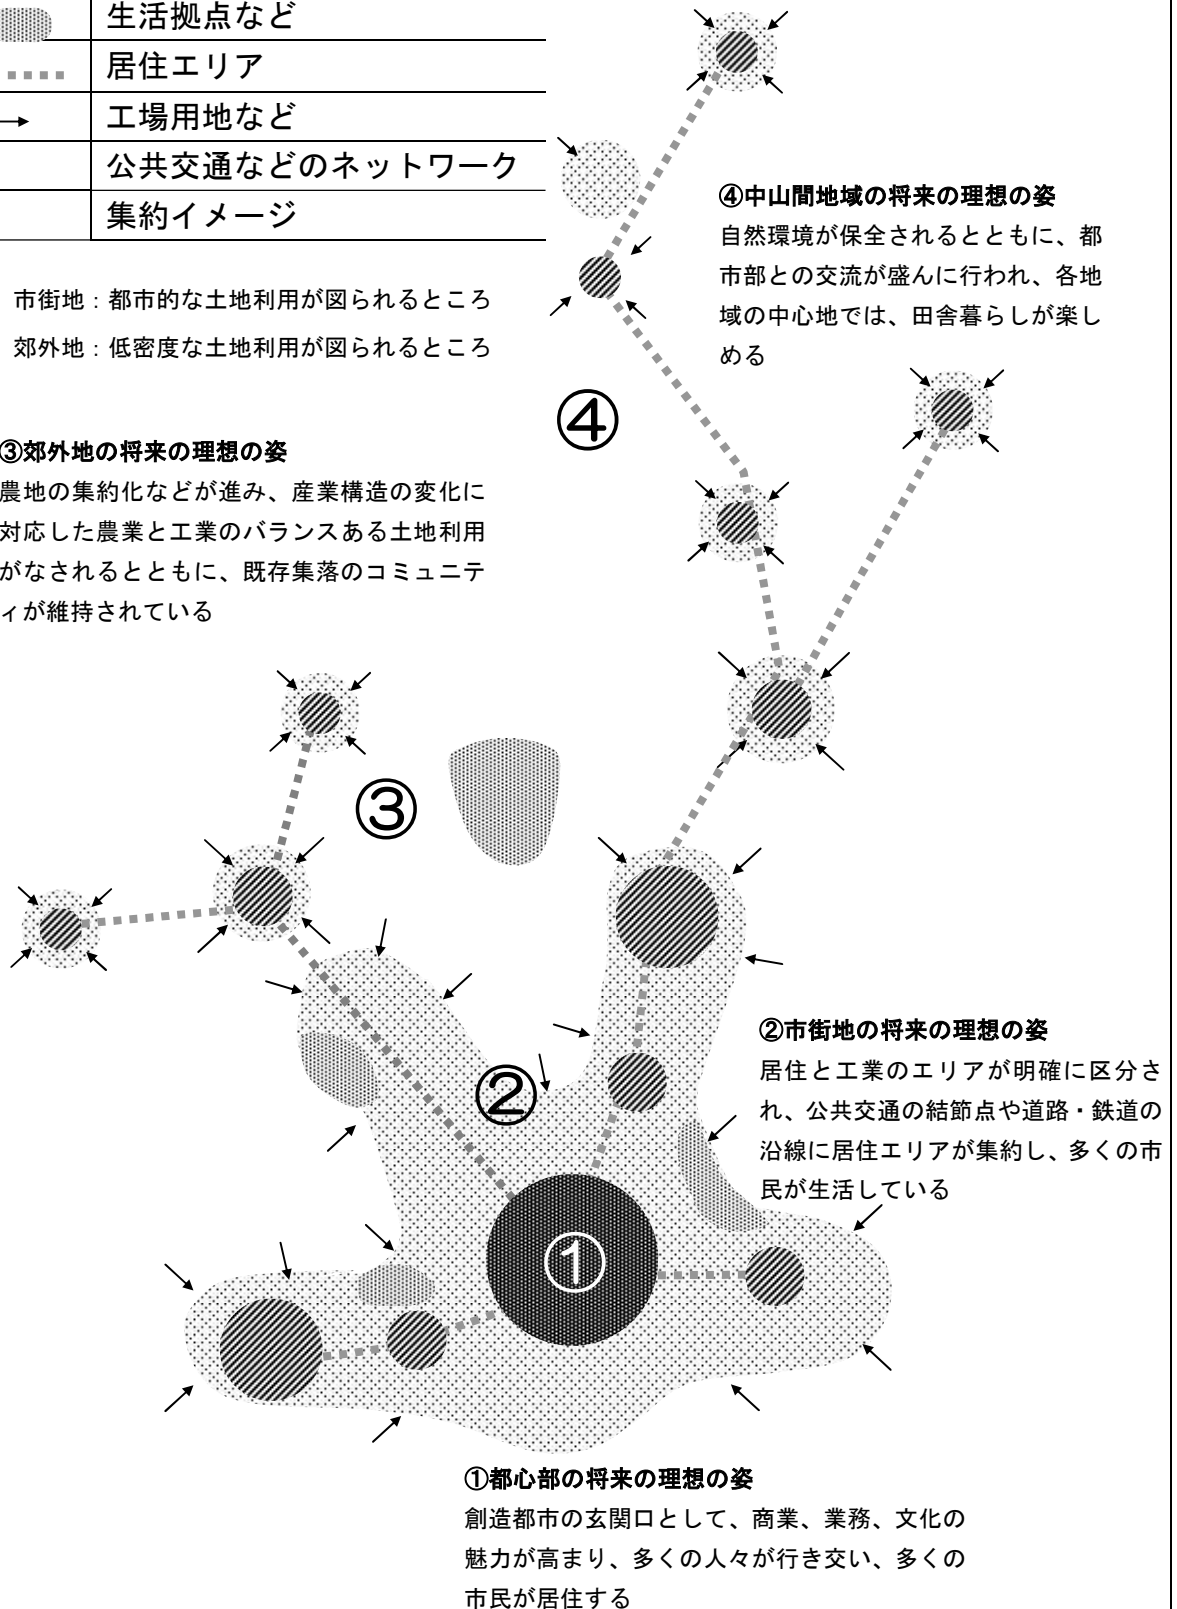 生活拠点など
居住エリア
工場用地など
公共交通などのネットワーク
集約イメージ
市街地：都市的な土地利用が図られるところ
郊外地：低密度な土地利用が図られるところ
④中山間地域の将来の理想の姿
自然環境が保全されるとともに、都
市部との交流が盛んに行われ、各地
域の中心地では、田舎暮らしが楽し
める
④
③郊外地の将来の理想の姿
農地の集約化などが進み、産業構造の変化に
対応した農業と工業のバランスある土地利用
がなされるとともに、既存集落のコミュニテ
ィが維持されている
③
②市街地の将来の理想の姿
居住と工業のエリアが明確に区分さ
れ、公共交通の結節点や道路・鉄道の
沿線に居住エリアが集約し、多くの市
民が生活している
②
①
①都心部の将来の理想の姿
創造都市の玄関口として、商業、業務、文化の
魅力が高まり、多くの人々が行き交い、多くの
市民が居住する